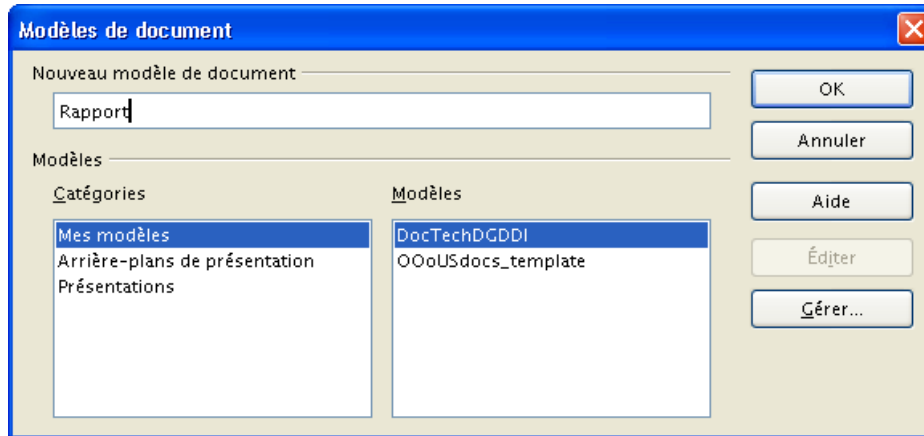 Modèles de document
Nouveau modèle de document
Rapport
OK
Annuler
Modèles
Catégories
Modèles
Aide
Mes modèles
DocTechDGDDI
Arrière-plans de présentation
OOoUSdocs_template
Éditer
Présentations
Gérer...